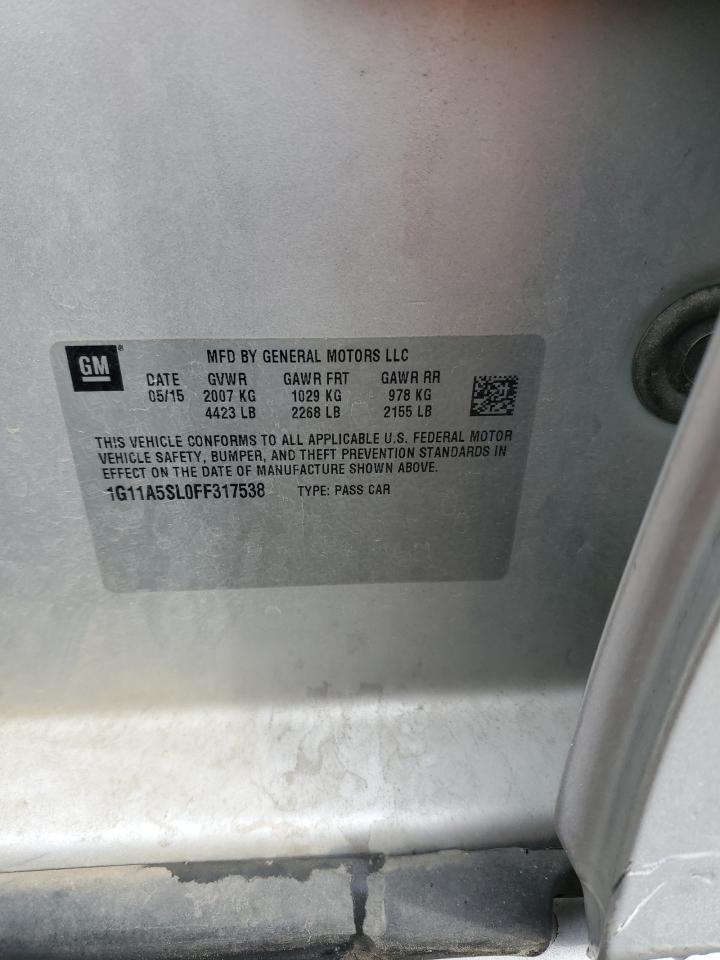 GM ® MFD BY GENERAL MOTORS LLC
DATE GVWR GAWR FRT GAWR RR
05/15 2007 KG 1029 KG 978 KG
4423 LB 2268 LB 2155 LB
THIS VEHICLE CONFORMS TO ALL APPLICABLE U.S. FEDERAL MOTOR
VEHICLE SAFETY, BUMPER, AND THEFT PREVENTION STANDARDS IN
EFFECT ON THE DATE OF MANUFACTURE SHOWN ABOVE.
1G11A5SL0FF317538 TYPE: PASS CAR